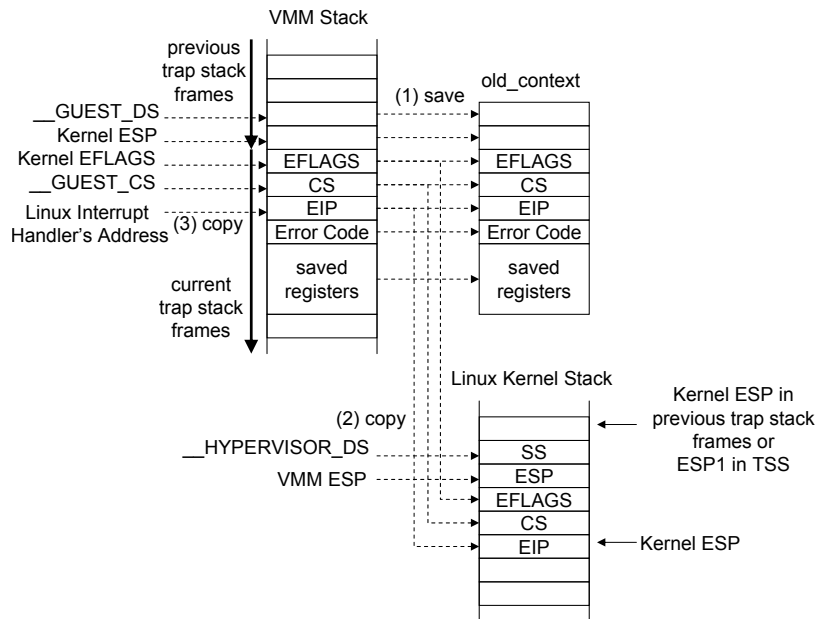 VMM Stack
previous
trap stack
frames
old_context
(1) save
__GUEST_DS
Kernel ESP
Kernel EFLAGS
EFLAGS
EFLAGS
__GUEST_CS
CS
CS
Linux Interrupt
Handler's Address
(3) copy
EIP
EIP
Error Code
Error Code
saved
registers
saved
registers
current
trap stack
frames
Linux Kernel Stack
(2) copy
Kernel ESP in
previous trap stack
frames or
ESP1 in TSS
__HYPERVISOR_DS
SS
VMM ESP
ESP
EFLAGS
CS
EIP
Kernel ESP